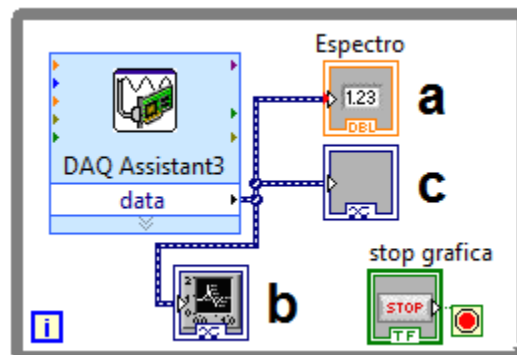 Espectro
1.23
DBL
a
DAQ Assistant3
data
c
stop grafica
STOP
TF
b
i